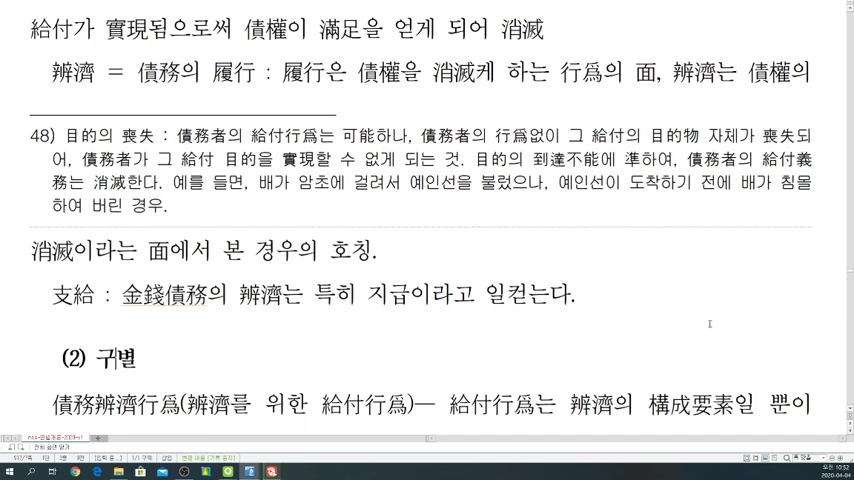 給付가 實現됨으로써 債權이 滿足을 얻게 되어 消滅
辨濟 = 債務의 履行 : 履行은 債權을 消滅케 하는 行爲의 面, 辨濟는 債權의
48) 目的의 喪失 : 債務者의 給付行爲는 可能하나, 債務者의 行爲없이 그 給付의 目的物 자체가 喪失되
어, 債務者가 그 給付 目的을 實現할 수 없게 되는 것. 目的의 到達不能에 準하여, 債務者의 給付義
務는 消滅한다. 예를 들면, 배가 암초에 걸려서 예인선을 불렀으나, 예인선이 도착하기 전에 배가 침몰
하여 버린 경우.
消滅이라는 面에서 본 경우의 호칭.
支給 : 金錢債務의 辨濟는 특히 지급이라고 일컫는다.
(2) 구별
債務辨濟行爲(辨濟를 위한 給付行爲)— 給付行爲는 辨濟의 構成要素일 뿐이
오전 10:52
2020-04-04